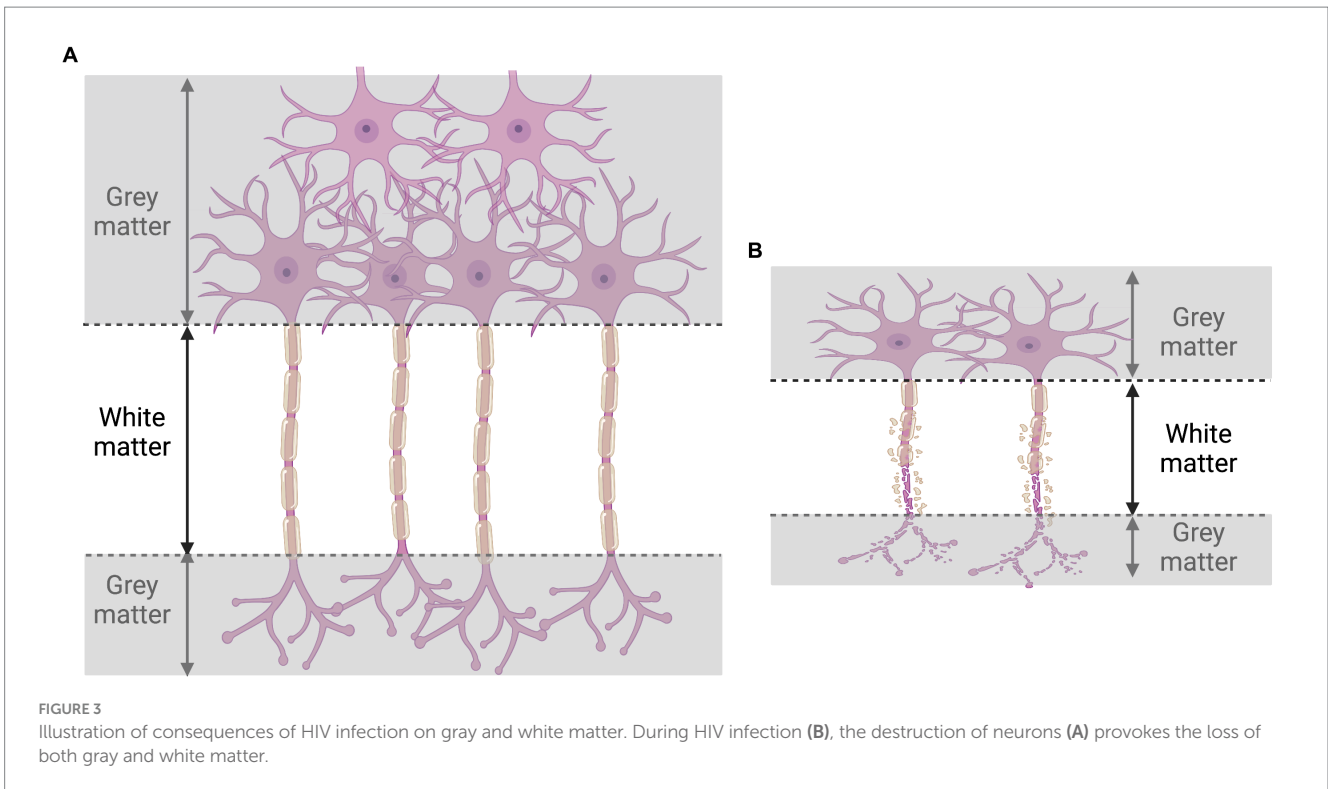 A
Grey
matter
White
matter
Grey
matter
B
Grey
matter
White
matter
Grey
matter
FIGURE 3
Illustration of consequences of HIV infection on gray and white matter. During HIV infection (B), the destruction of neurons (A) provokes the loss of
both gray and white matter.